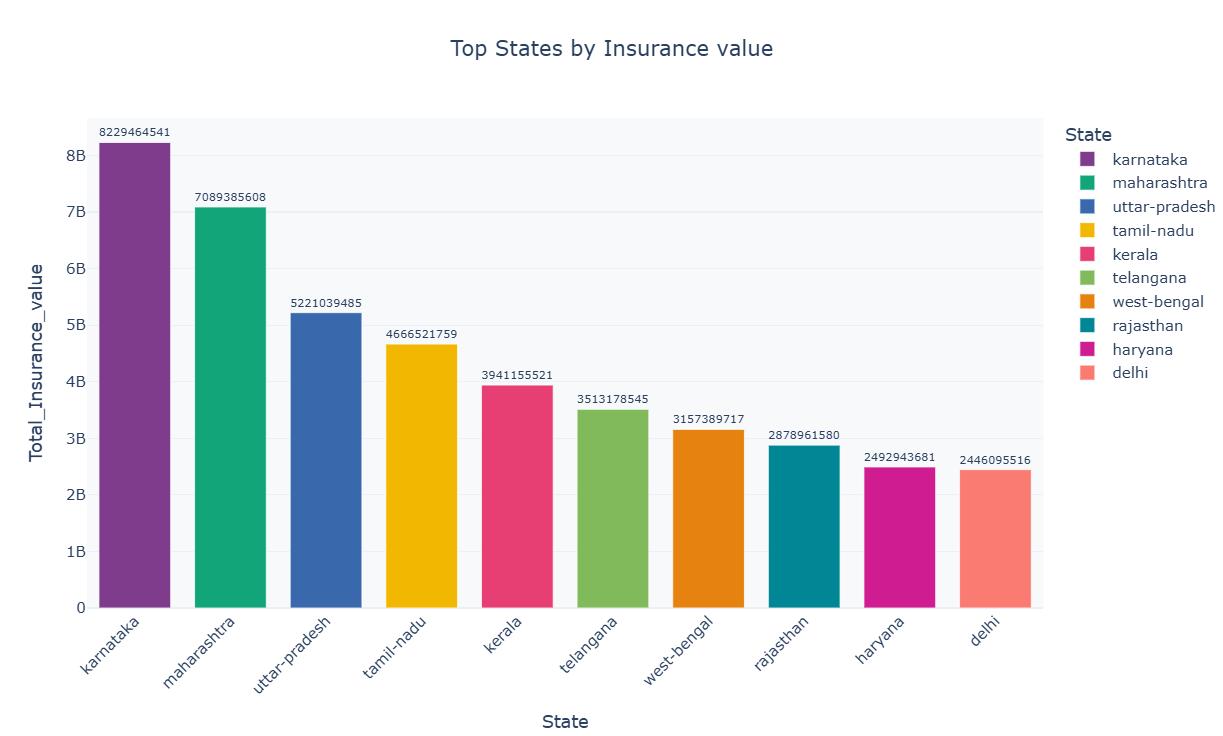 Top States by Insurance value
Total_Insurance_value
8B
7B
6B
5B
4B
3B
2B
1B
0
8229464541
7089385608
5221039485
4666521759
3941155521
3513178545
3157389717
2878961580
2492943681
2446095516
karnataka
maharashtra
uttar-pradesh
tamil-nadu
kerala
telangana
west-bengal
rajasthan
haryana
delhi
State
State
karnataka
maharashtra
uttar-pradesh
tamil-nadu
kerala
telangana
west-bengal
rajasthan
haryana
delhi